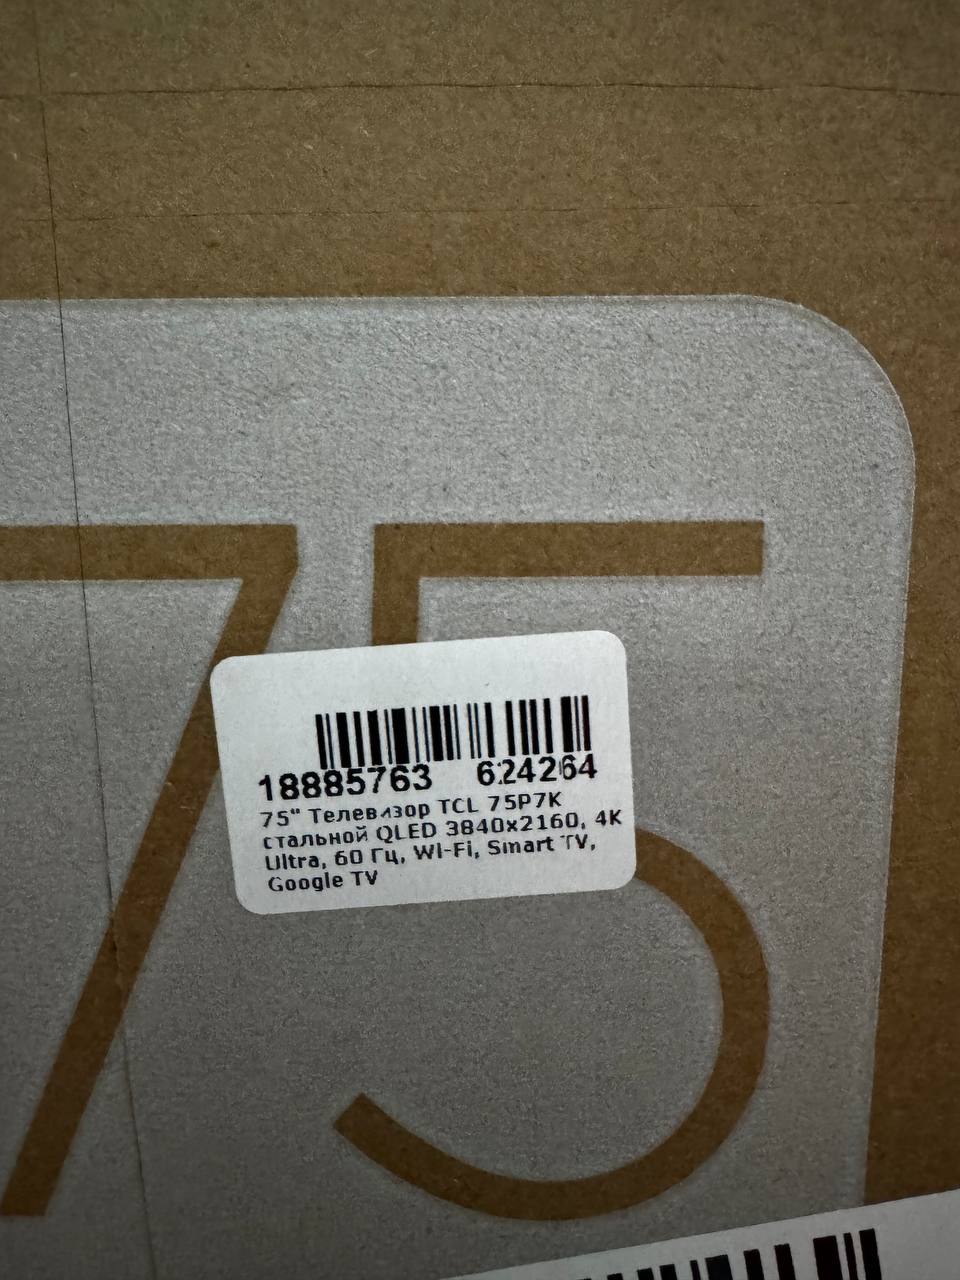 75
18885763 624264
75" Телевизор TCL 75P7K
стальной QLED 3840x2160, 4K
Ultra, 60 Гц, Wi-Fi, Smart TV,
Google TV